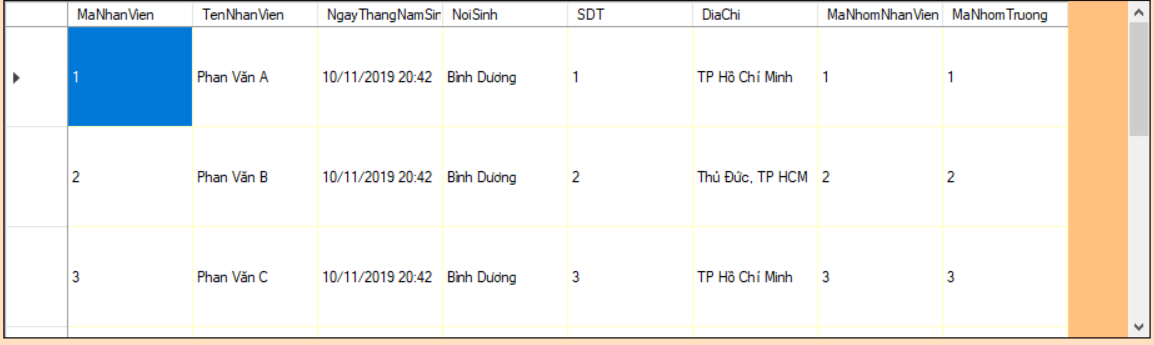 MaNhanVien TenNhanVien NgayThangNamSin NoiSinh SDT DiaChi MaNhomNhanVien MaNhomTruong
1 Phan Văn A 10/11/2019 20:42 Bình Dương 1 TP Hồ Chí Minh 1 1
2 Phan Văn B 10/11/2019 20:42 Bình Dương 2 Thủ Đức, TP HCM 2 2
3 Phan Văn C 10/11/2019 20:42 Bình Dương 3 TP Hồ Chí Minh 3 3